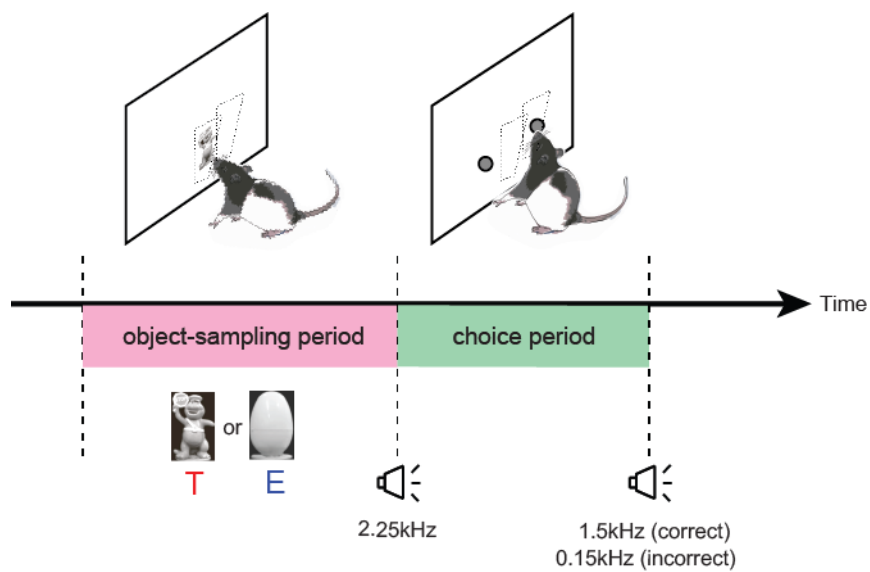 Time
object-sampling period
choice period
or
T
E
2.25kHz
1.5kHz (correct)
0.15kHz (incorrect)